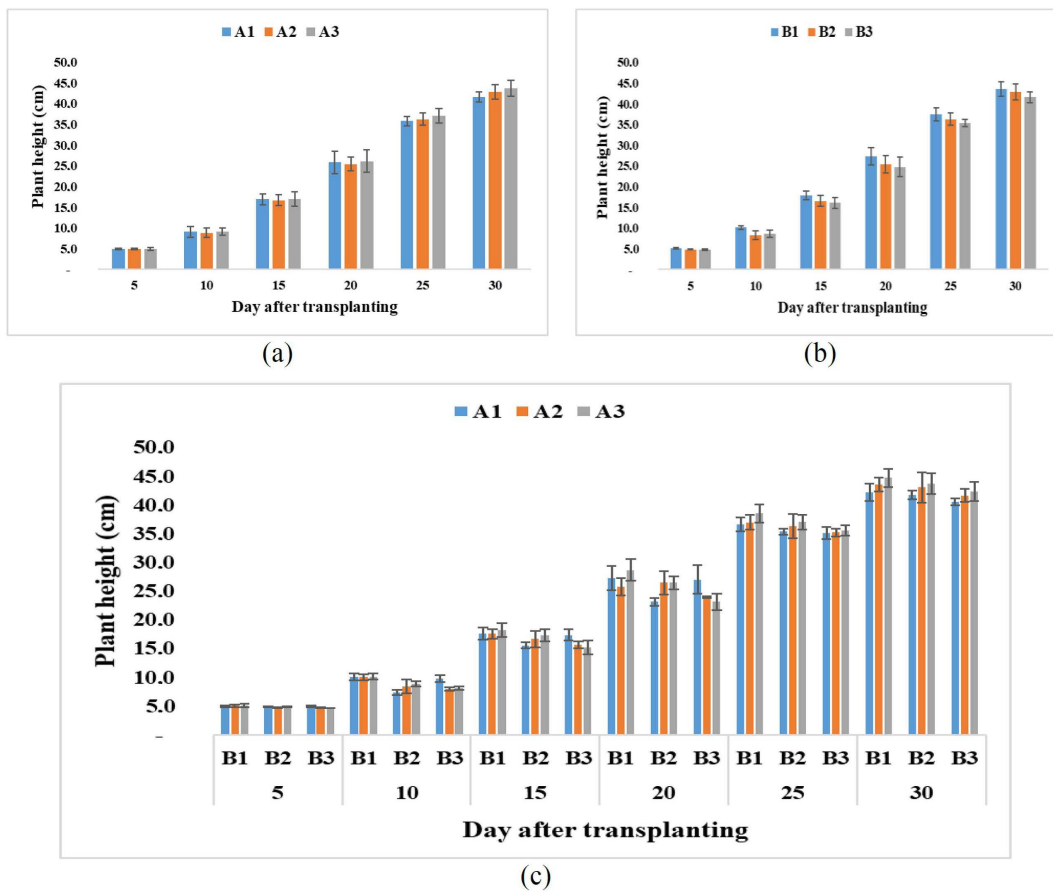 A1 A2 A3
50.0
45.0
40.0
35.0
30.0
25.0
20.0
15.0
10.0
5.0
-
Plant height (cm)
5 10 15 20 25 30
Day after transplanting
(a)
B1 B2 B3
50.0
45.0
40.0
35.0
30.0
25.0
20.0
15.0
10.0
5.0
-
Plant height (cm)
5 10 15 20 25 30
Day after transplanting
(b)
A1 A2 A3
50.0
45.0
40.0
35.0
30.0
25.0
20.0
15.0
10.0
5.0
-
Plant height (cm)
B1 B2 B3 B1 B2 B3 B1 B2 B3 B1 B2 B3 B1 B2 B3 B1 B2 B3
5 10 15 20 25 30
Day after transplanting
(c)